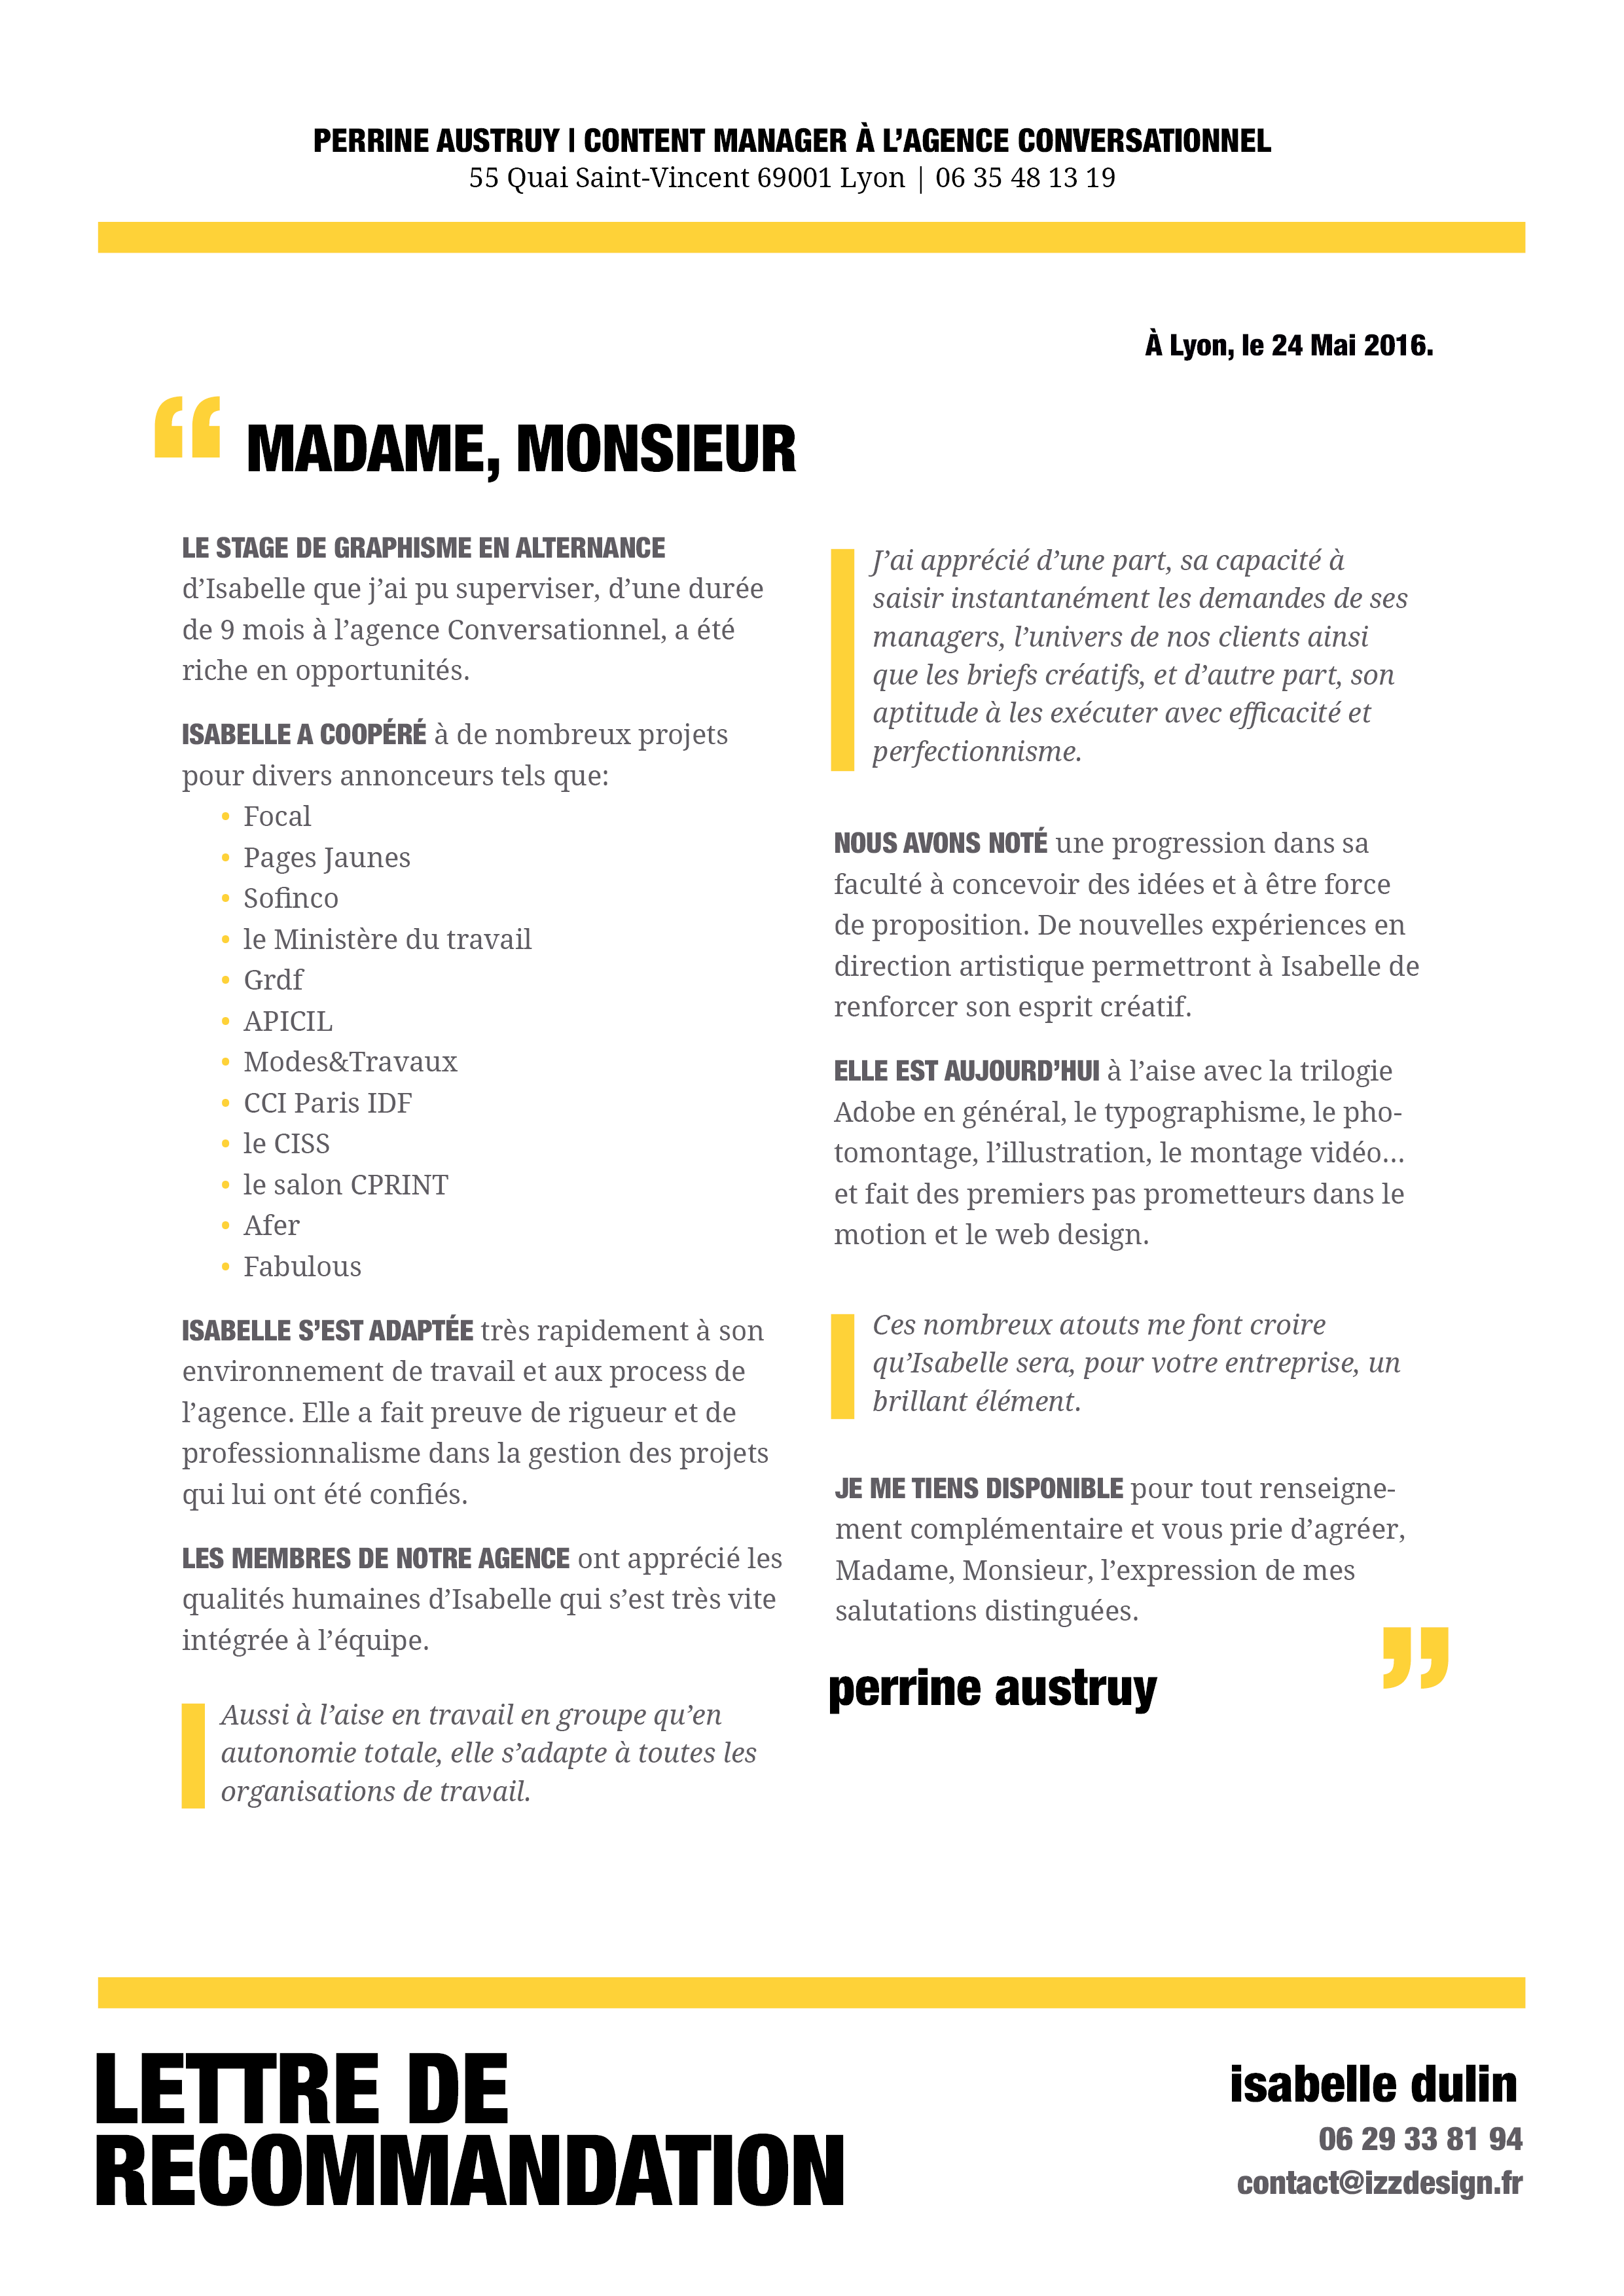 PERRINE AUSTRUY | CONTENT MANAGER À L’AGENCE CONVERSATIONNEL
55 Quai Saint-Vincent 69001 Lyon | 06 35 48 13 19
À Lyon, le 24 Mai 2016.
“ MADAME, MONSIEUR
LE STAGE DE GRAPHISME EN ALTERNANCE
d’Isabelle que j’ai pu superviser, d’une durée
de 9 mois à l’agence Conversationnel, a été
riche en opportunités.
ISABELLE A COOPÉRÉ à de nombreux projets
pour divers annonceurs tels que:
• Focal
• Pages Jaunes
• Sofinco
• le Ministère du travail
• Grdf
• APICIL
• Modes&Travaux
• CCI Paris IDF
• le CISS
• le salon CPRINT
• Afer
• Fabulous
ISABELLE S’EST ADAPTÉE très rapidement à son
environnement de travail et aux process de
l’agence. Elle a fait preuve de rigueur et de
professionnalisme dans la gestion des projets
qui lui ont été confiés.
LES MEMBRES DE NOTRE AGENCE ont apprécié les
qualités humaines d’Isabelle qui s’est très vite
intégrée à l’équipe.
Aussi à l’aise en travail en groupe qu’en
autonomie totale, elle s’adapte à toutes les
organisations de travail.
J’ai apprécié d’une part, sa capacité à
saisir instantanément les demandes de ses
managers, l’univers de nos clients ainsi
que les briefs créatifs, et d’autre part, son
aptitude à les exécuter avec efficacité et
perfectionnisme.
NOUS AVONS NOTÉ une progression dans sa
faculté à concevoir des idées et à être force
de proposition. De nouvelles expériences en
direction artistique permettront à Isabelle de
renforcer son esprit créatif.
ELLE EST AUJOURD’HUI à l’aise avec la trilogie
Adobe en général, le typographisme, le pho-
tomontage, l’illustration, le montage vidéo...
et fait des premiers pas prometteurs dans le
motion et le web design.
Ces nombreux atouts me font croire
qu’Isabelle sera, pour votre entreprise, un
brillant élément.
JE ME TIENS DISPONIBLE pour tout renseigne-
ment complémentaire et vous prie d’agréer,
Madame, Monsieur, l’expression de mes
salutations distinguées.
perrine austruy ”
LETTRE DE
RECOMMANDATION
isabelle dulin
06 29 33 81 94
contact@izzdesign.fr